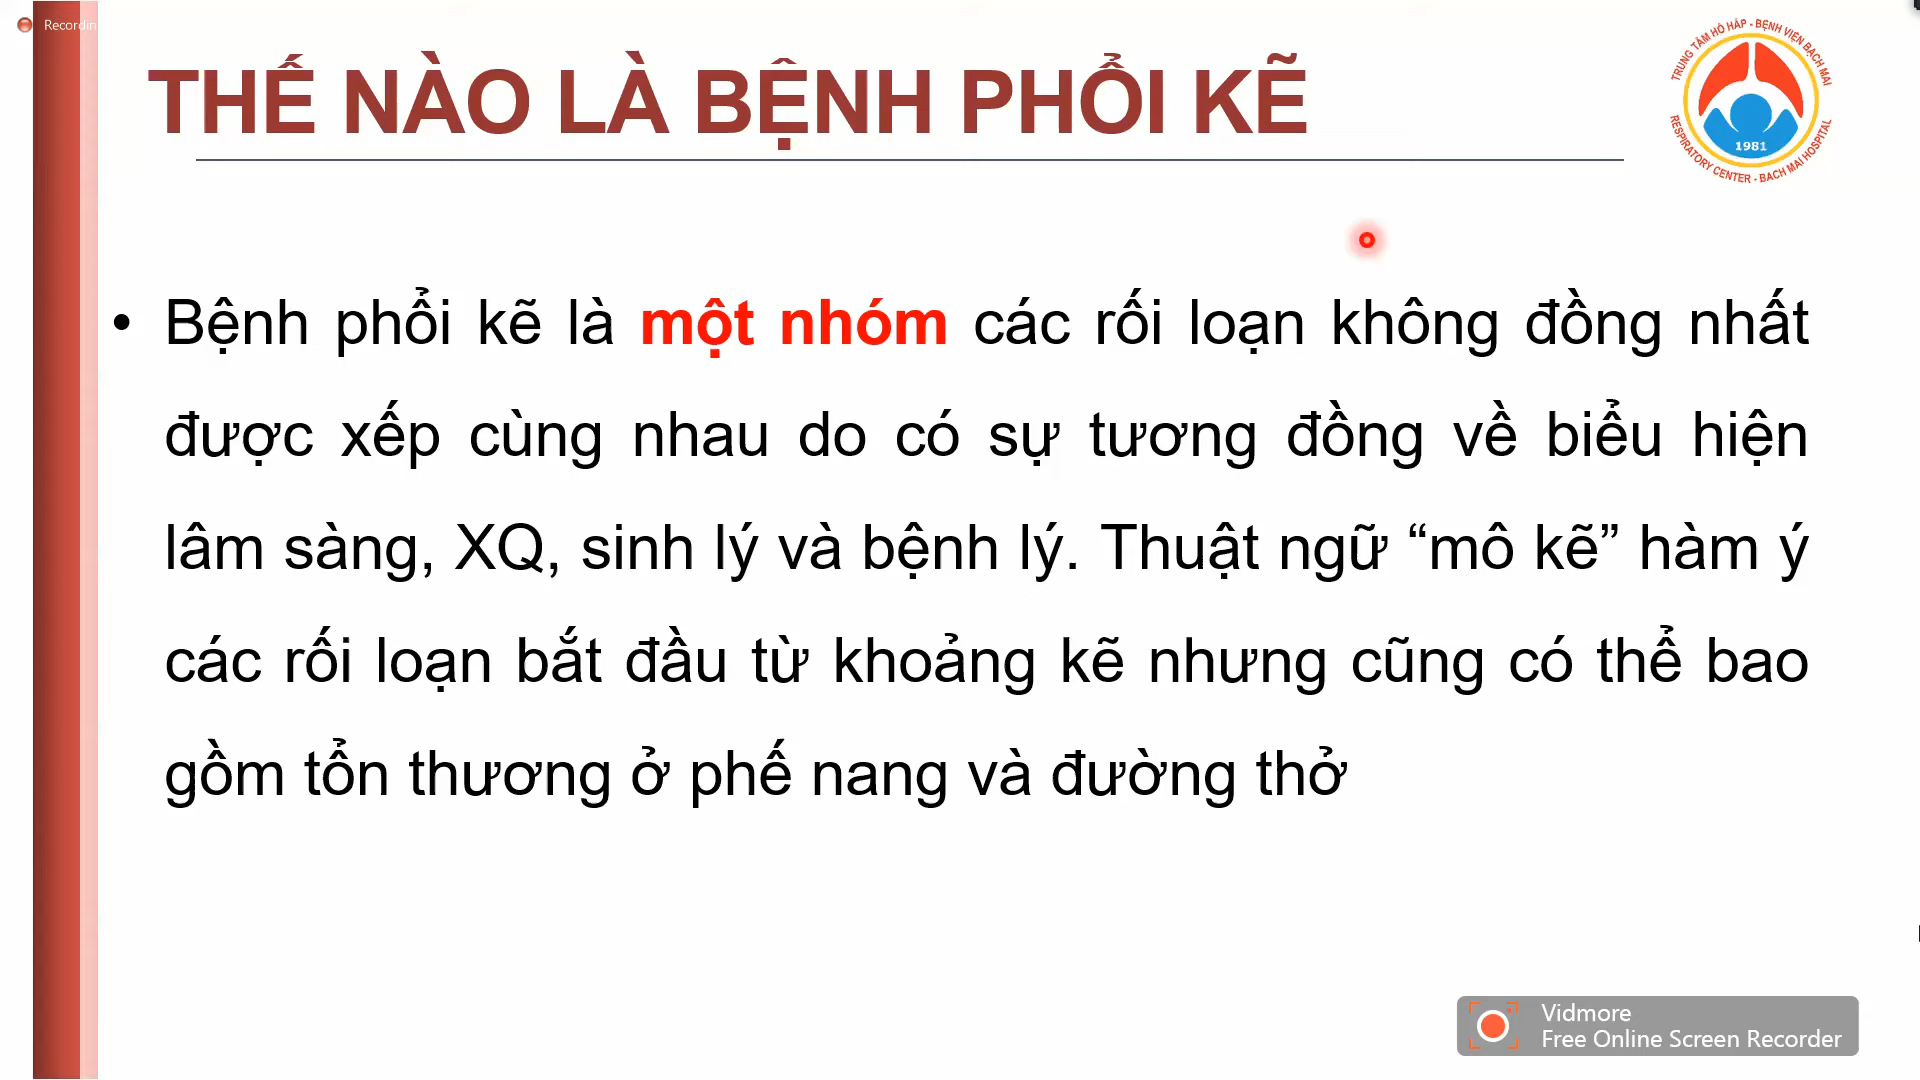 Recordin
THẾ NÀO LÀ BỆNH PHỔI KẼ
TRUNG TÂM HÔ HẤP - BỆNH VIỆN BẠCH MAI
1981
RESPIRATORY CENTER - BACH MAI HOSPITAL
• Bệnh phổi kẽ là một nhóm các rối loạn không đồng nhất
được xếp cùng nhau do có sự tương đồng về biểu hiện
lâm sàng, XQ, sinh lý và bệnh lý. Thuật ngữ “mô kẽ” hàm ý
các rối loạn bắt đầu từ khoảng kẽ nhưng cũng có thể bao
gồm tổn thương ở phế nang và đường thở
Vidmore
Free Online Screen Recorder